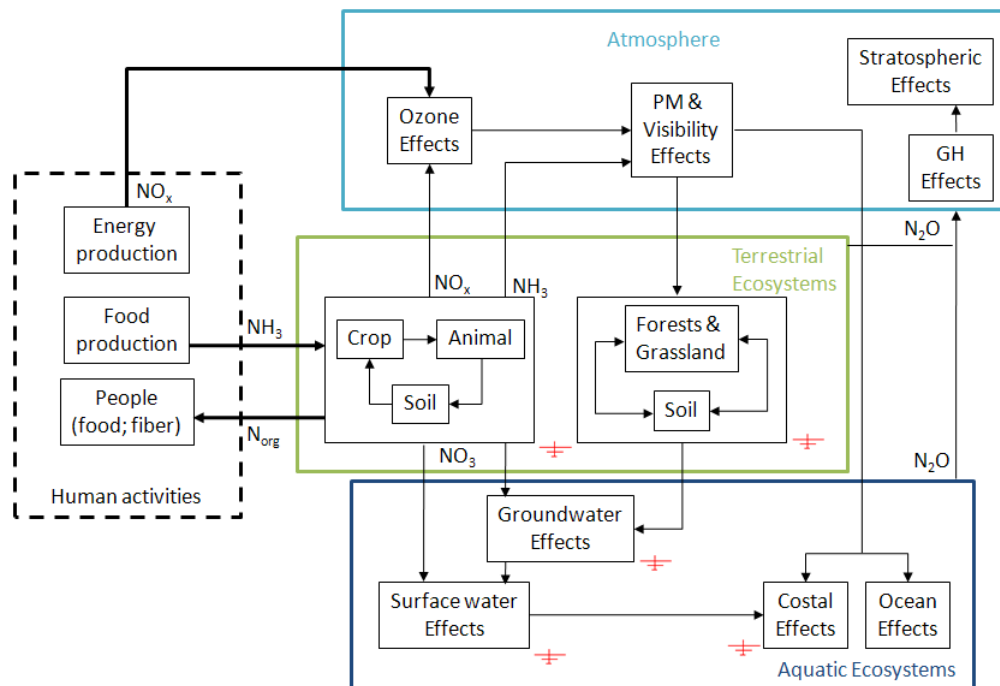 Atmosphere
Stratospheric
Effects
Ozone
Effects
PM &
Visibility
Effects
GH
Effects
NOx
Energy
production
N2O
Terrestrial
Ecosystems
NOx
NH3
Food
production
NH3
Crop
Animal
Soil
Forests &
Grassland
Soil
People
(food; fiber)
Norg
NO3
N2O
Human activities
Groundwater
Effects
Surface water
Effects
Costal
Effects
Ocean
Effects
Aquatic Ecosystems